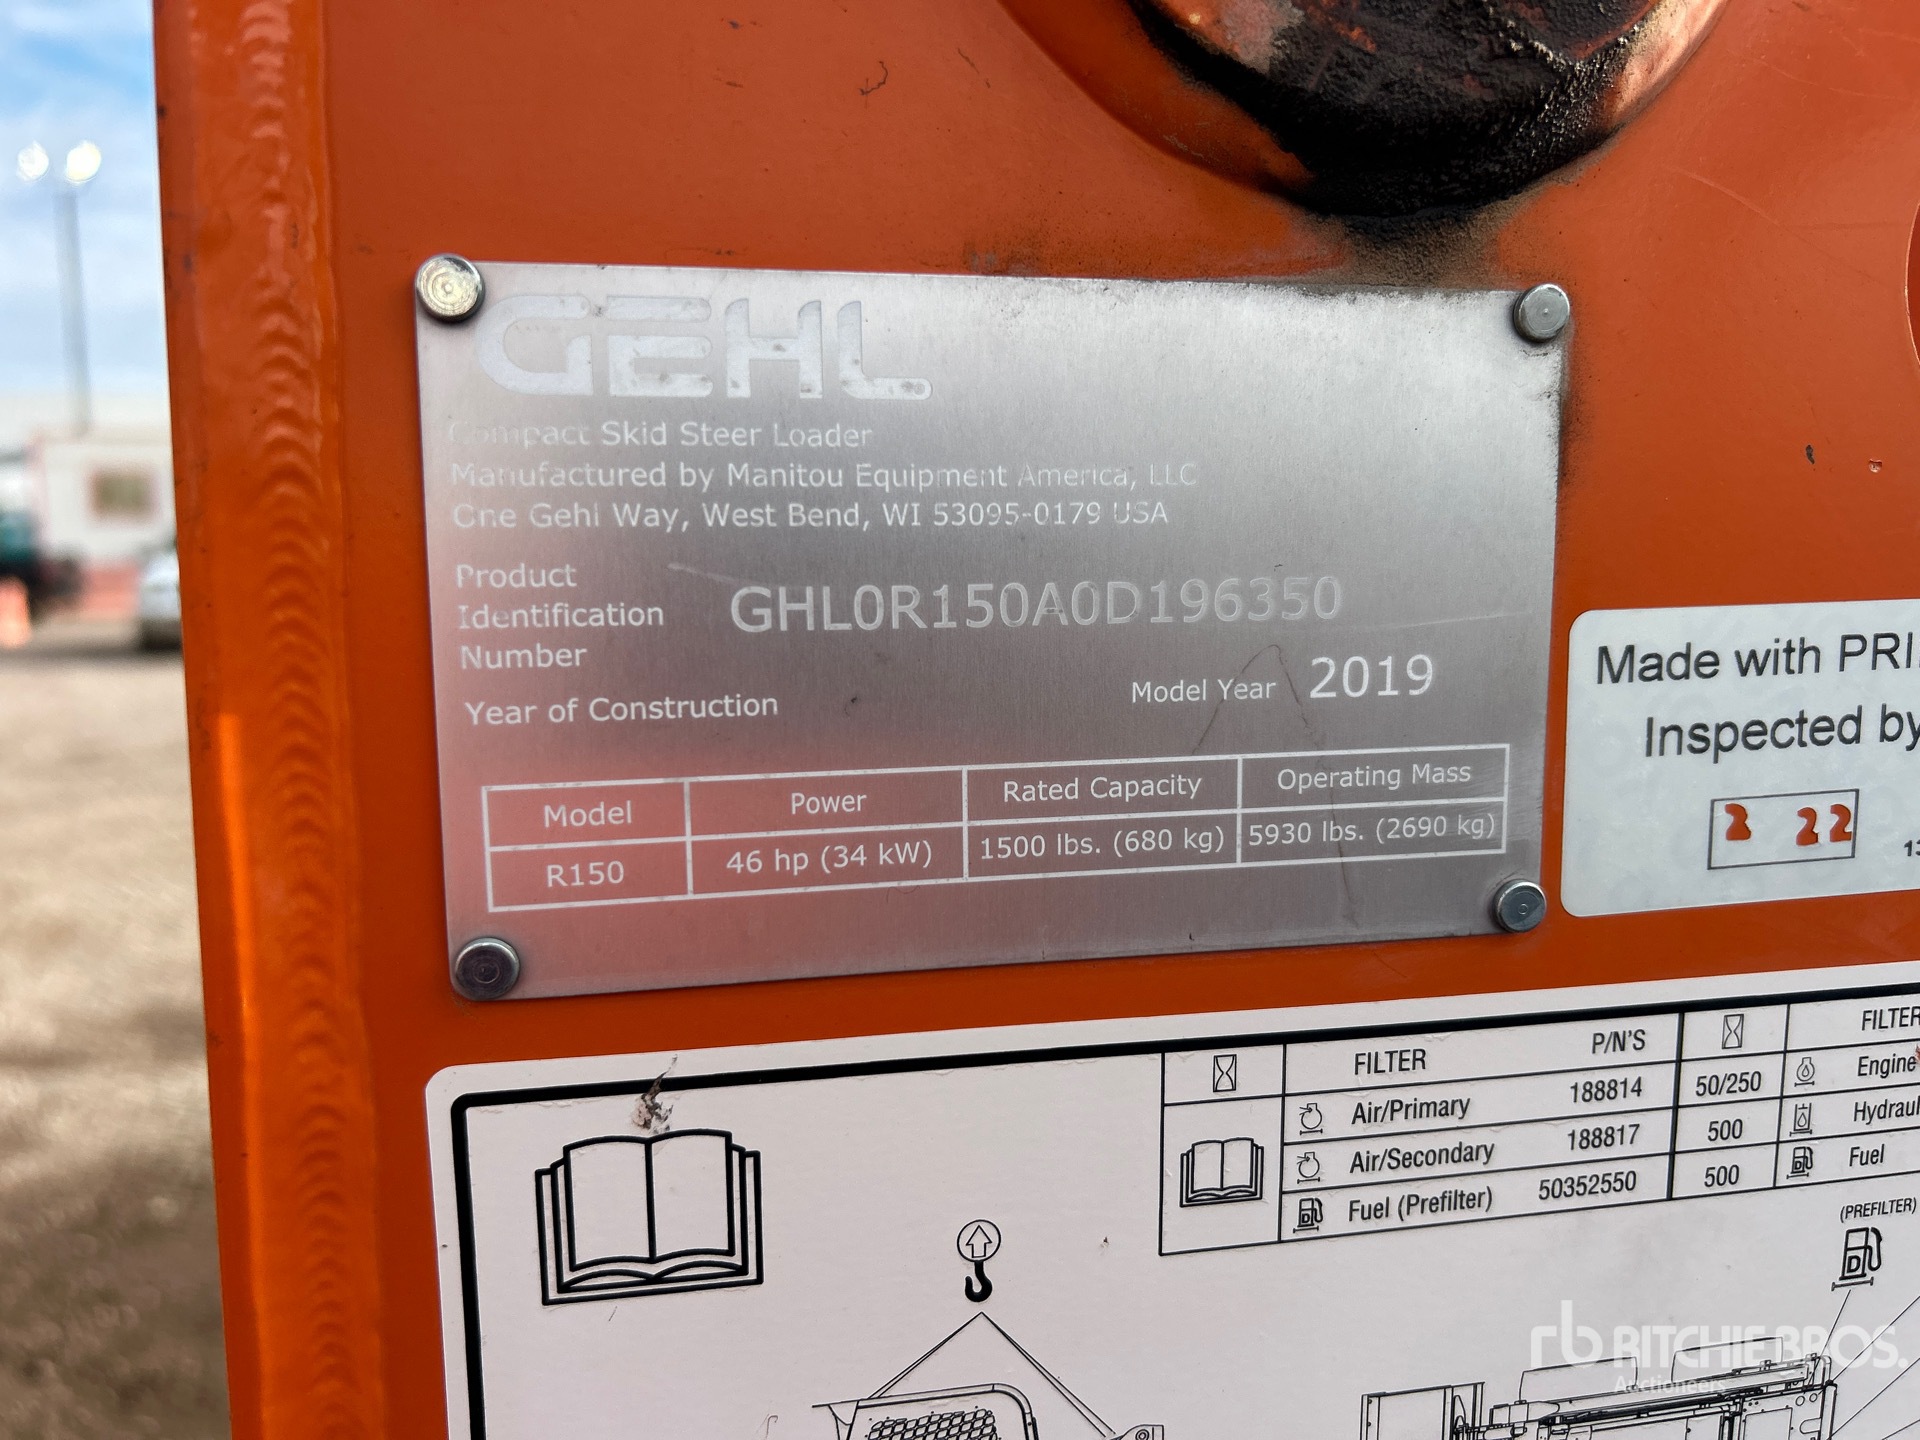 GEHL
Compact Skid Steer Loader
Manufactured by Manitou Equipment America, LLC
One Gehl Way, West Bend, WI 53095-0179 USA
Product
Identification
Number
GHL0R150A0D196350
Year of Construction
Model Year 2019
Model Power Rated Capacity Operating Mass
R150 46 hp (34 kW) 1500 lbs. (680 kg) 5930 lbs. (2690 kg)
Made with PRI
Inspected by
2 22
13
FILTER P/N'S FILTER
Air/Primary 188814 50/250 Engine
Air/Secondary 188817 500 Hydraul
Fuel (Prefilter) 50352550 500 Fuel
(PREFILTER)
D
rb RITCHIE BROS.
Auctioneers